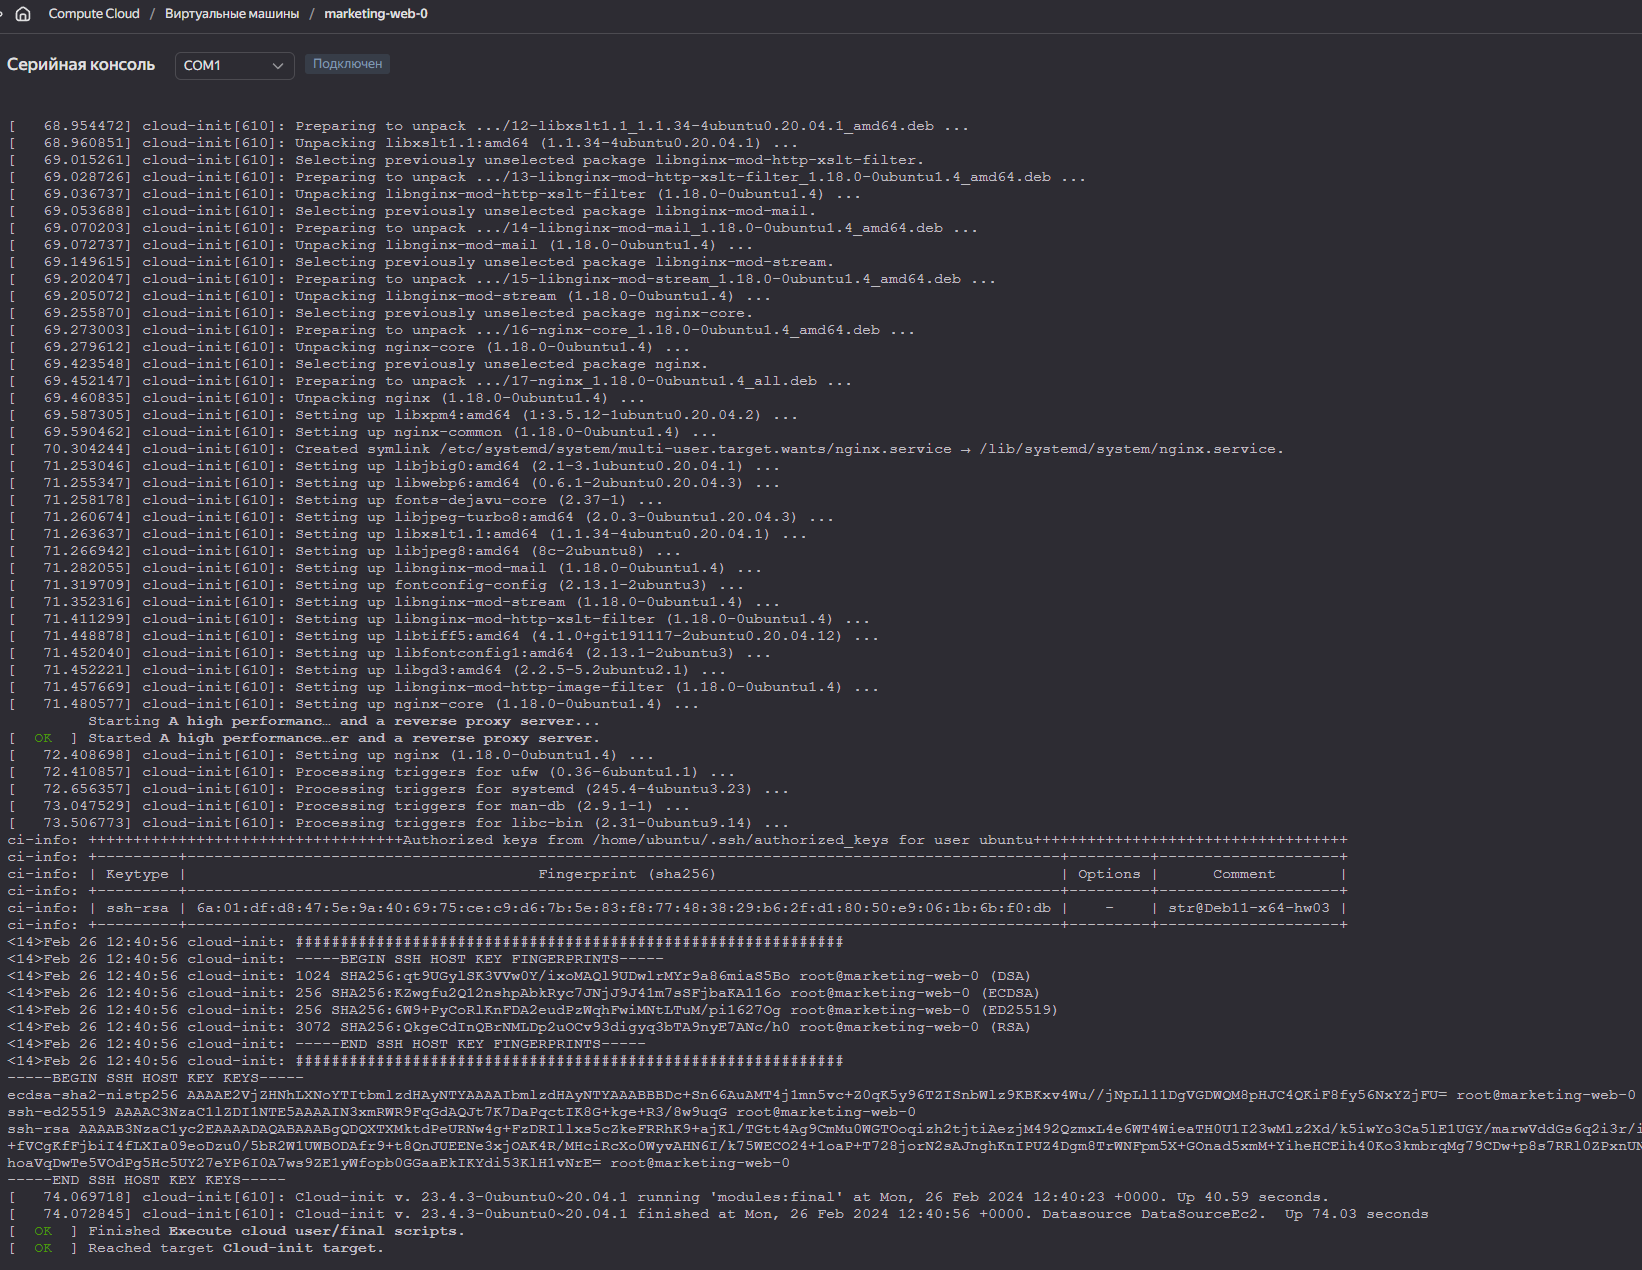 Compute Cloud / Виртуальные машины / marketing-web-0
Серийная консоль COM1 Подключен
[   68.954472] cloud-init[610]: Preparing to unpack .../12-libxslt1.1_1.1.34-4ubuntu0.20.04.1_amd64.deb ...
[   68.960851] cloud-init[610]: Unpacking libxslt1.1:amd64 (1.1.34-4ubuntu0.20.04.1) ...
[   69.015261] cloud-init[610]: Selecting previously unselected package libnginx-mod-http-xslt-filter.
[   69.028726] cloud-init[610]: Preparing to unpack .../13-libnginx-mod-http-xslt-filter_1.18.0-0ubuntu1.4_amd64.deb ...
[   69.036737] cloud-init[610]: Unpacking libnginx-mod-http-xslt-filter (1.18.0-0ubuntu1.4) ...
[   69.053688] cloud-init[610]: Selecting previously unselected package libnginx-mod-mail.
[   69.070203] cloud-init[610]: Preparing to unpack .../14-libnginx-mod-mail_1.18.0-0ubuntu1.4_amd64.deb ...
[   69.072737] cloud-init[610]: Unpacking libnginx-mod-mail (1.18.0-0ubuntu1.4) ...
[   69.149615] cloud-init[610]: Selecting previously unselected package libnginx-mod-stream.
[   69.202047] cloud-init[610]: Preparing to unpack .../15-libnginx-mod-stream_1.18.0-0ubuntu1.4_amd64.deb ...
[   69.205072] cloud-init[610]: Unpacking libnginx-mod-stream (1.18.0-0ubuntu1.4) ...
[   69.255870] cloud-init[610]: Selecting previously unselected package nginx-core.
[   69.273003] cloud-init[610]: Preparing to unpack .../16-nginx-core_1.18.0-0ubuntu1.4_amd64.deb ...
[   69.279612] cloud-init[610]: Unpacking nginx-core (1.18.0-0ubuntu1.4) ...
[   69.423548] cloud-init[610]: Selecting previously unselected package nginx.
[   69.452147] cloud-init[610]: Preparing to unpack .../17-nginx_1.18.0-0ubuntu1.4_all.deb ...
[   69.460835] cloud-init[610]: Unpacking nginx (1.18.0-0ubuntu1.4) ...
[   69.587305] cloud-init[610]: Setting up libxpm4:amd64 (1:3.5.12-1ubuntu0.20.04.2) ...
[   69.590462] cloud-init[610]: Setting up nginx-common (1.18.0-0ubuntu1.4) ...
[   70.304244] cloud-init[610]: Created symlink /etc/systemd/system/multi-user.target.wants/nginx.service → /lib/systemd/system/nginx.service.
[   71.253046] cloud-init[610]: Setting up libjbig0:amd64 (2.1-3.1ubuntu0.20.04.1) ...
[   71.255347] cloud-init[610]: Setting up libwebp6:amd64 (0.6.1-2ubuntu0.20.04.3) ...
[   71.258178] cloud-init[610]: Setting up fonts-dejavu-core (2.37-1) ...
[   71.260674] cloud-init[610]: Setting up libjpeg-turbo8:amd64 (2.0.3-0ubuntu1.20.04.3) ...
[   71.263637] cloud-init[610]: Setting up libxslt1.1:amd64 (1.1.34-4ubuntu0.20.04.1) ...
[   71.266942] cloud-init[610]: Setting up libjpeg8:amd64 (8c-2ubuntu8) ...
[   71.282055] cloud-init[610]: Setting up libnginx-mod-mail (1.18.0-0ubuntu1.4) ...
[   71.319709] cloud-init[610]: Setting up fontconfig-config (2.13.1-2ubuntu3) ...
[   71.352316] cloud-init[610]: Setting up libnginx-mod-stream (1.18.0-0ubuntu1.4) ...
[   71.411299] cloud-init[610]: Setting up libnginx-mod-http-xslt-filter (1.18.0-0ubuntu1.4) ...
[   71.448878] cloud-init[610]: Setting up libtiff5:amd64 (4.1.0+git191117-2ubuntu0.20.04.12) ...
[   71.452040] cloud-init[610]: Setting up libfontconfig1:amd64 (2.13.1-2ubuntu3) ...
[   71.452221] cloud-init[610]: Setting up libgd3:amd64 (2.2.5-5.2ubuntu2.1) ...
[   71.457669] cloud-init[610]: Setting up libnginx-mod-http-image-filter (1.18.0-0ubuntu1.4) ...
[   71.480577] cloud-init[610]: Setting up nginx-core (1.18.0-0ubuntu1.4) ...
Starting A high performanc… and a reverse proxy server...
[  OK  ] Started A high performance…er and a reverse proxy server.
[   72.408698] cloud-init[610]: Setting up nginx (1.18.0-0ubuntu1.4) ...
[   72.410857] cloud-init[610]: Processing triggers for ufw (0.36-6ubuntu1.1) ...
[   72.656357] cloud-init[610]: Processing triggers for systemd (245.4-4ubuntu3.23) ...
[   73.047529] cloud-init[610]: Processing triggers for man-db (2.9.1-1) ...
[   73.506773] cloud-init[610]: Processing triggers for libc-bin (2.31-0ubuntu9.14) ...
ci-info: +++++++++++++++++++++++++++++++++++Authorized keys from /home/ubuntu/.ssh/authorized_keys for user ubuntu+++++++++++++++++++++++++++++++++++
ci-info: +---------+-------------------------------------------------------------------------------------------------+---------+--------------------+
ci-info: | Keytype | Fingerprint (sha256) | Options | Comment |
ci-info: +---------+-------------------------------------------------------------------------------------------------+---------+--------------------+
ci-info: | ssh-rsa | 6a:01:df:d8:47:5e:9a:40:69:75:ce:c9:d6:7b:5e:83:f8:77:48:38:29:b6:2f:d1:80:50:e9:06:1b:6b:f0:db | - | str@Deb11-x64-hw03 |
ci-info: +---------+-------------------------------------------------------------------------------------------------+---------+--------------------+
<14>Feb 26 12:40:56 cloud-init: #############################################################
<14>Feb 26 12:40:56 cloud-init: -----BEGIN SSH HOST KEY FINGERPRINTS-----
<14>Feb 26 12:40:56 cloud-init: 1024 SHA256:qt9UGylSK3VVw0Y/ixoMAQl9UDwlrMYr9a86miaS5Bo root@marketing-web-0 (DSA)
<14>Feb 26 12:40:56 cloud-init: 256 SHA256:KZwgfu2Q12nshpAbkRyc7JNjJ9J41m7sSFjbaKA116o root@marketing-web-0 (ECDSA)
<14>Feb 26 12:40:56 cloud-init: 256 SHA256:6W9+PyCoRlKnFDA2eudPzWqhFwiMNtLTuM/pi1627Og root@marketing-web-0 (ED25519)
<14>Feb 26 12:40:56 cloud-init: 3072 SHA256:QkgeCdInQBrNMLDp2uOCv93digyq3bTA9nyE7ANc/h0 root@marketing-web-0 (RSA)
<14>Feb 26 12:40:56 cloud-init: -----END SSH HOST KEY FINGERPRINTS-----
<14>Feb 26 12:40:56 cloud-init: #############################################################
-----BEGIN SSH HOST KEY KEYS-----
ecdsa-sha2-nistp256 AAAAE2VjZHNhLXNoYTItbmlzdHAyNTYAAAAIbmlzdHAyNTYAAABBBDc+Sn66AuAMT4j1mn5vc+Z0qK5y96TZISnbWlz9KBKxv4Wu//jNpLl11DgVGDWQM8pHJC4QKiF8fy56NxYZjFU= root@marketing-web-0
ssh-ed25519 AAAAC3NzaC1lZDI1NTE5AAAAIN3xmRWR9FqGdAQJt7K7DaPqctIK8G+kge+R3/8w9uqG root@marketing-web-0
ssh-rsa AAAAB3NzaC1yc2EAAAADAQABAAABgQDQXTXMktdPeURNw4g+FzDRIllxs5cZkeFRRhK9+ajKl/TGtt4Ag9CmMu0WGTOoqizh2tjtiAezjM492QzmxL4e6WT4WieaTH0U1I23wMlz2Xd/k5iwYo3Ca5lE1UGY/marwVddGs6q2i3r/i
+fVCgKfFjbiI4fLXIa09eoDzu0/5bR2W1UWBODAfr9+t8QnJUEENe3xjOAK4R/MHciRcXo0WyvAHN6I/k75WECO24+1oaP+T728jorN2sAJnghKnIPUZ4Dgm8TrWNFpm5X+GOnad5xmM+YiheHCEih40Ko3kmbrqMg79CDw+p8s7RRl0ZPxnUN
hoaVqDwTe5VOdPg5Hc5UY27eYP6I0A7ws9ZE1yWfopb0GGaaEkIKYdi53KlH1vNrE= root@marketing-web-0
-----END SSH HOST KEY KEYS-----
[   74.069718] cloud-init[610]: Cloud-init v. 23.4.3-0ubuntu0~20.04.1 running 'modules:final' at Mon, 26 Feb 2024 12:40:23 +0000. Up 40.59 seconds.
[   74.072845] cloud-init[610]: Cloud-init v. 23.4.3-0ubuntu0~20.04.1 finished at Mon, 26 Feb 2024 12:40:56 +0000. Datasource DataSourceEc2.  Up 74.03 seconds
[  OK  ] Finished Execute cloud user/final scripts.
[  OK  ] Reached target Cloud-init target.